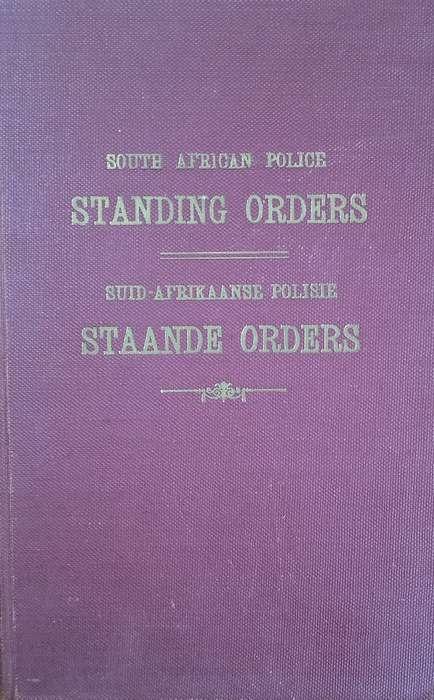 SOUTH AFRICAN POLICE
STANDING ORDERS
SUID-AFRIKAANSE POLISIE
STAANDE ORDERS